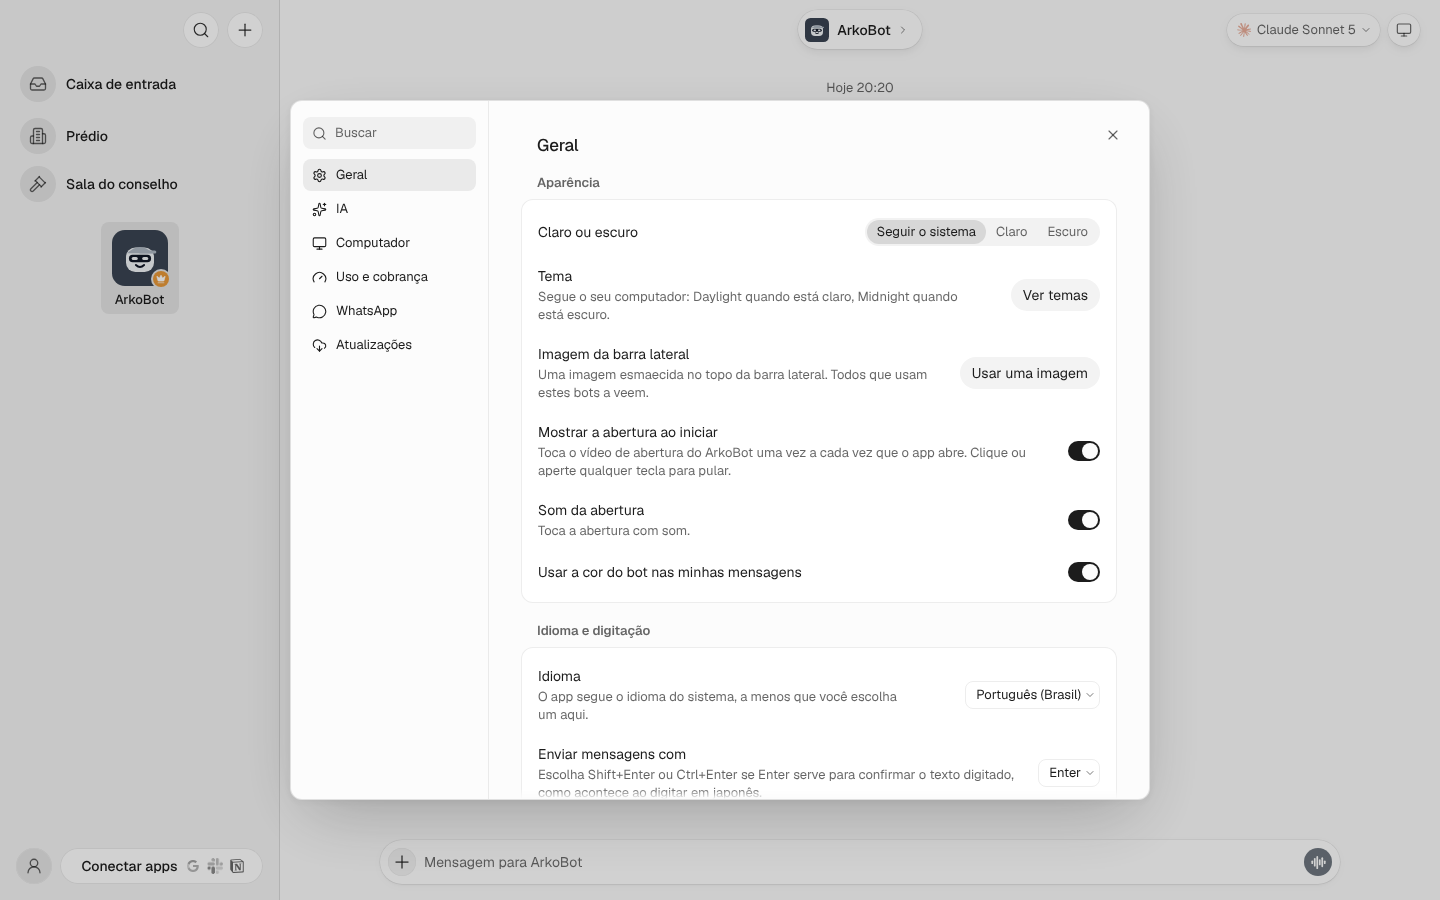 ArkoBot
Claude Sonnet 5
Caixa de entrada
Prédio
Sala do conselho
ArkoBot
Conectar apps
Hoje 20:20
Buscar
Geral
IA
Computador
Uso e cobrança
WhatsApp
Atualizações
Geral
Aparência
Claro ou escuro
Seguir o sistema
Claro
Escuro
Tema
Segue o seu computador: Daylight quando está claro, Midnight quando
está escuro.
Ver temas
Imagem da barra lateral
Uma imagem esmaecida no topo da barra lateral. Todos que usam
estes bots a veem.
Usar uma imagem
Mostrar a abertura ao iniciar
Toca o vídeo de abertura do ArkoBot uma vez a cada vez que o app abre. Clique ou
aperte qualquer tecla para pular.
Som da abertura
Toca a abertura com som.
Usar a cor do bot nas minhas mensagens
Idioma e digitação
Idioma
O app segue o idioma do sistema, a menos que você escolha
um aqui.
Português (Brasil)
Enviar mensagens com
Escolha Shift+Enter ou Ctrl+Enter se Enter serve para confirmar o texto digitado,
como acontece ao digitar em japonês.
Enter
Mensagem para ArkoBot